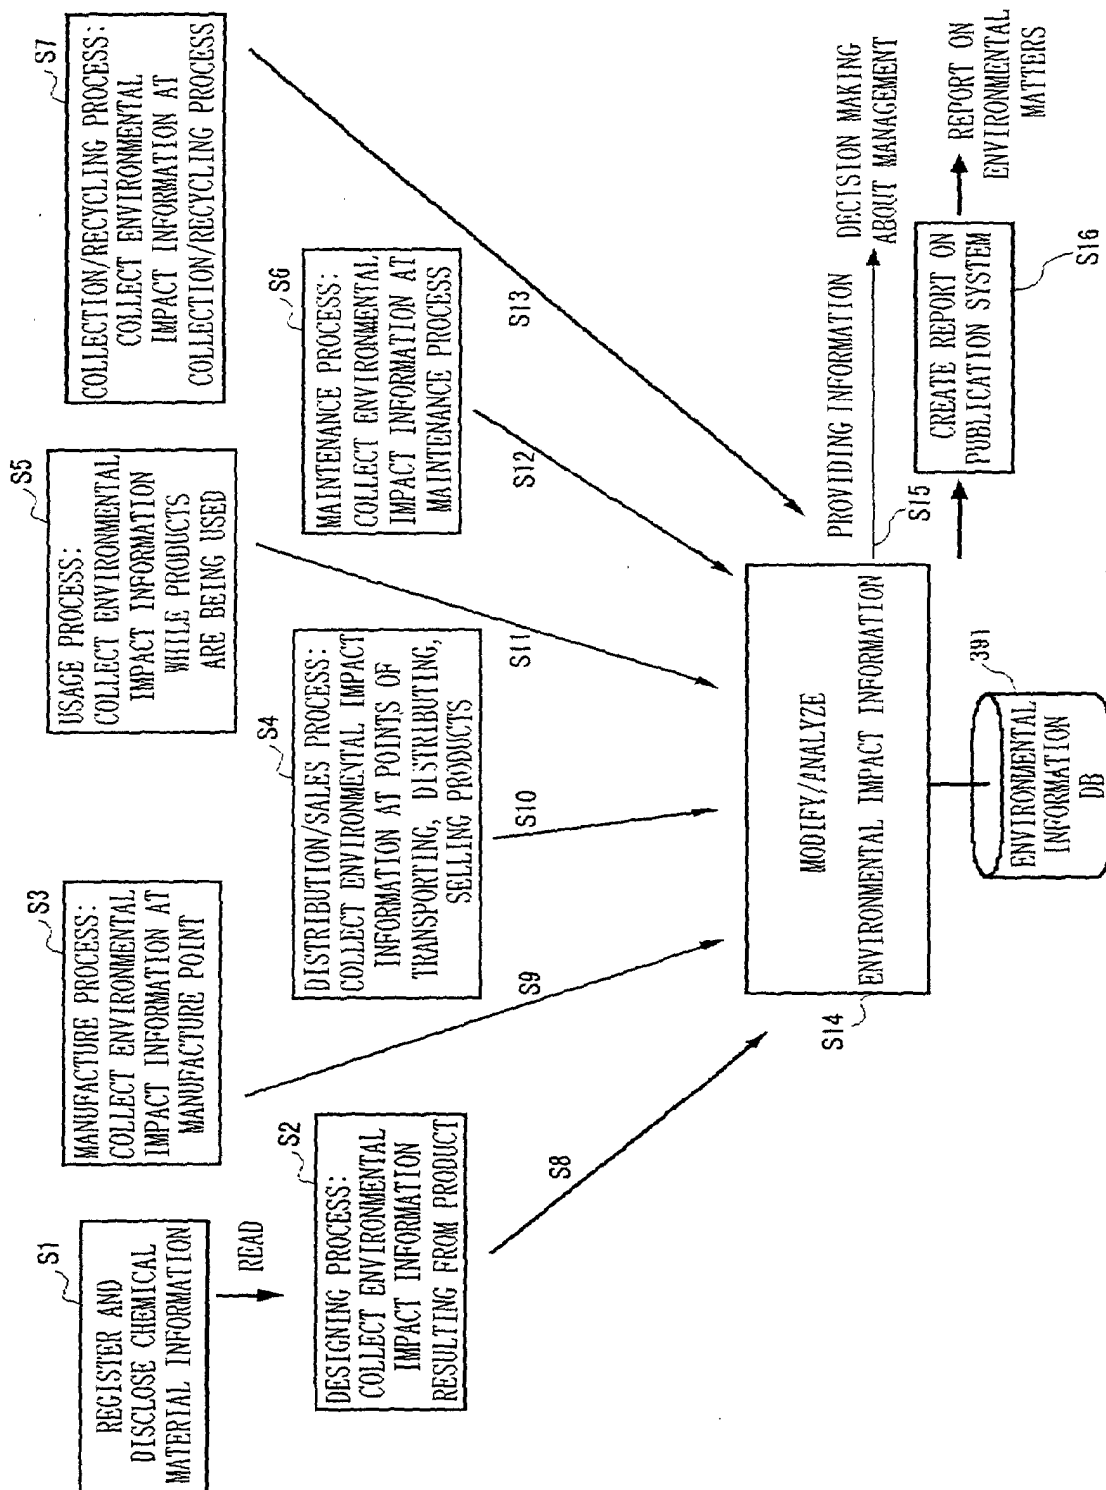 S1
REGISTER AND
DISCLOSE CHEMICAL
MATERIAL INFORMATION
READ
S2
DESIGNING PROCESS:
COLLECT ENVIRONMENTAL
IMPACT INFORMATION
RESULTING FROM PRODUCT
S3
MANUFACTURE PROCESS:
COLLECT ENVIRONMENTAL
IMPACT INFORMATION AT
MANUFACTURE POINT
S4
DISTRIBUTION/SALES PROCESS:
COLLECT ENVIRONMENTAL IMPACT
INFORMATION AT POINTS OF
TRANSPORTING, DISTRIBUTING,
SELLING PRODUCTS
S5
USAGE PROCESS:
COLLECT ENVIRONMENTAL
IMPACT INFORMATION
WHILE PRODUCTS
ARE BEING USED
S6
MAINTENANCE PROCESS:
COLLECT ENVIRONMENTAL
IMPACT INFORMATION AT
MAINTENANCE PROCESS
S7
COLLECTION/RECYCLING PROCESS:
COLLECT ENVIRONMENTAL
IMPACT INFORMATION AT
COLLECTION/RECYCLING PROCESS
S8
S9
S10
S11
S12
S13
S14
MODIFY/ANALYZE
ENVIRONMENTAL IMPACT INFORMATION
391
ENVIRONMENTAL
INFORMATION
DB
PROVIDING INFORMATION
S15
DECISION MAKING
ABOUT MANAGEMENT
CREATE REPORT ON
PUBLICATION SYSTEM
S16
REPORT ON
ENVIRONMENTAL
MATTERS